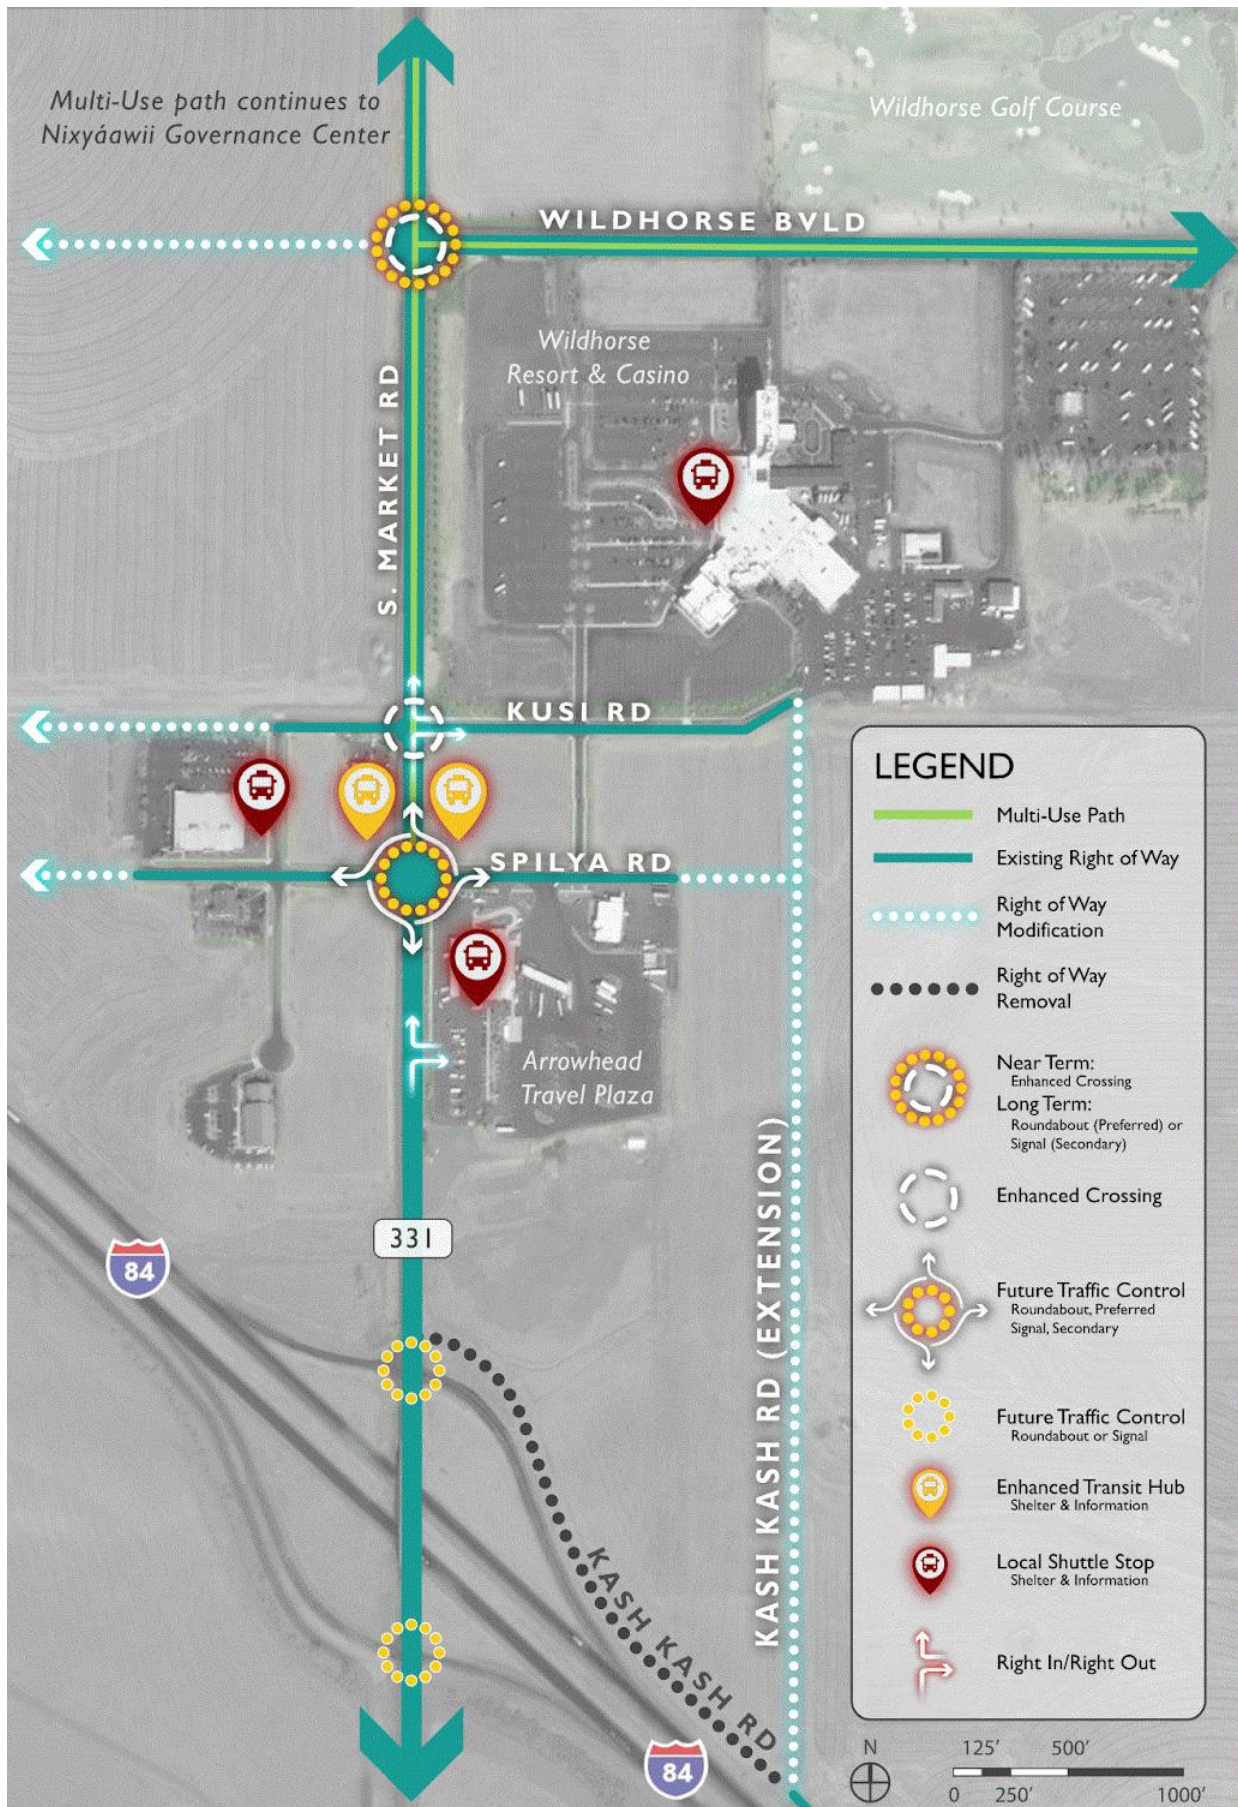 Multi-Use path continues to
Nixyáawii Governance Center
Wildhorse Golf Course
WILDHORSE BVLD
Wildhorse
Resort & Casino
S. MARKET RD
KUSI RD
SPILYA RD
Arrowhead
Travel Plaza
331
84
KASH KASH RD (EXTENSION)
KASH KASH RD
84
LEGEND
Multi-Use Path
Existing Right of Way
Right of Way
Modification
Right of Way
Removal
Near Term:
Enhanced Crossing
Long Term:
Roundabout (Preferred) or
Signal (Secondary)
Enhanced Crossing
Future Traffic Control
Roundabout, Preferred
Signal, Secondary
Future Traffic Control
Roundabout or Signal
Enhanced Transit Hub
Shelter & Information
Local Shuttle Stop
Shelter & Information
Right In/Right Out
N
125' 500'
0 250' 1000'